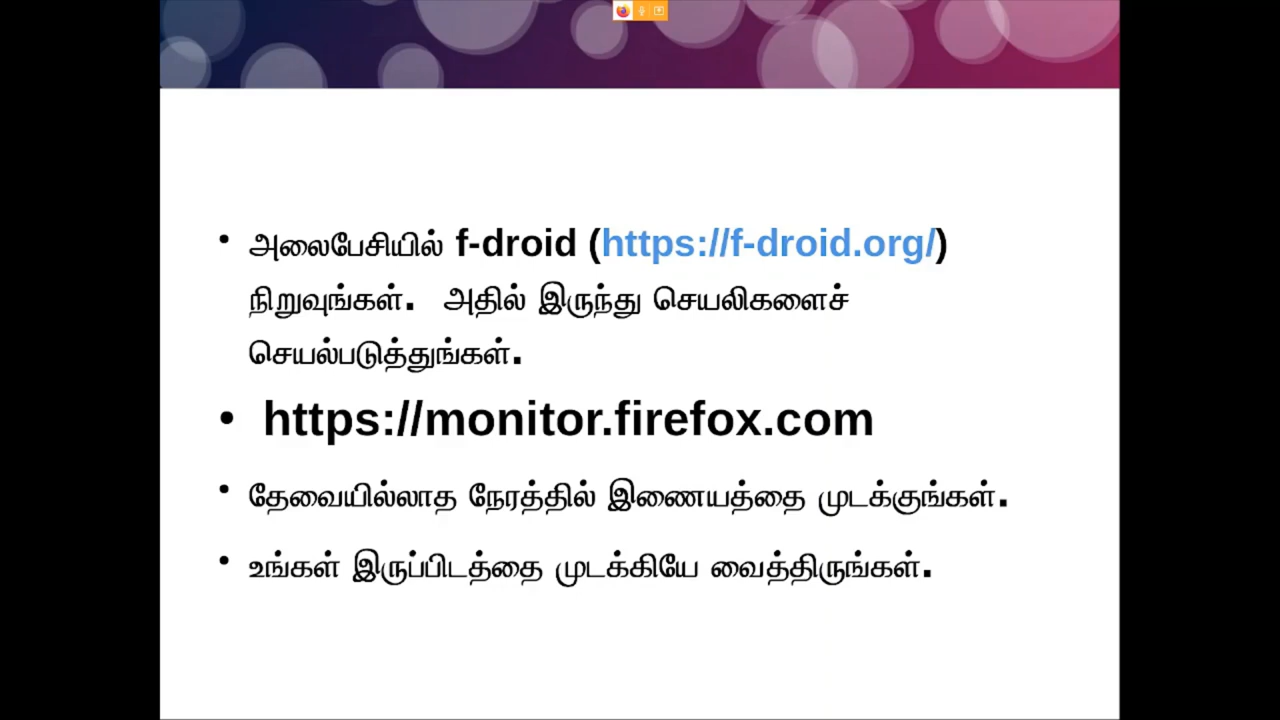 • அலைபேசியில் f-droid (https://f-droid.org/)
நிறுவுங்கள். அதில் இருந்து செயலிகளைச்
செயல்படுத்துங்கள்.
• https://monitor.firefox.com
• தேவையில்லாத நேரத்தில் இணையத்தை முடக்குங்கள்.
• உங்கள் இருப்பிடத்தை முடக்கியே வைத்திருங்கள்.